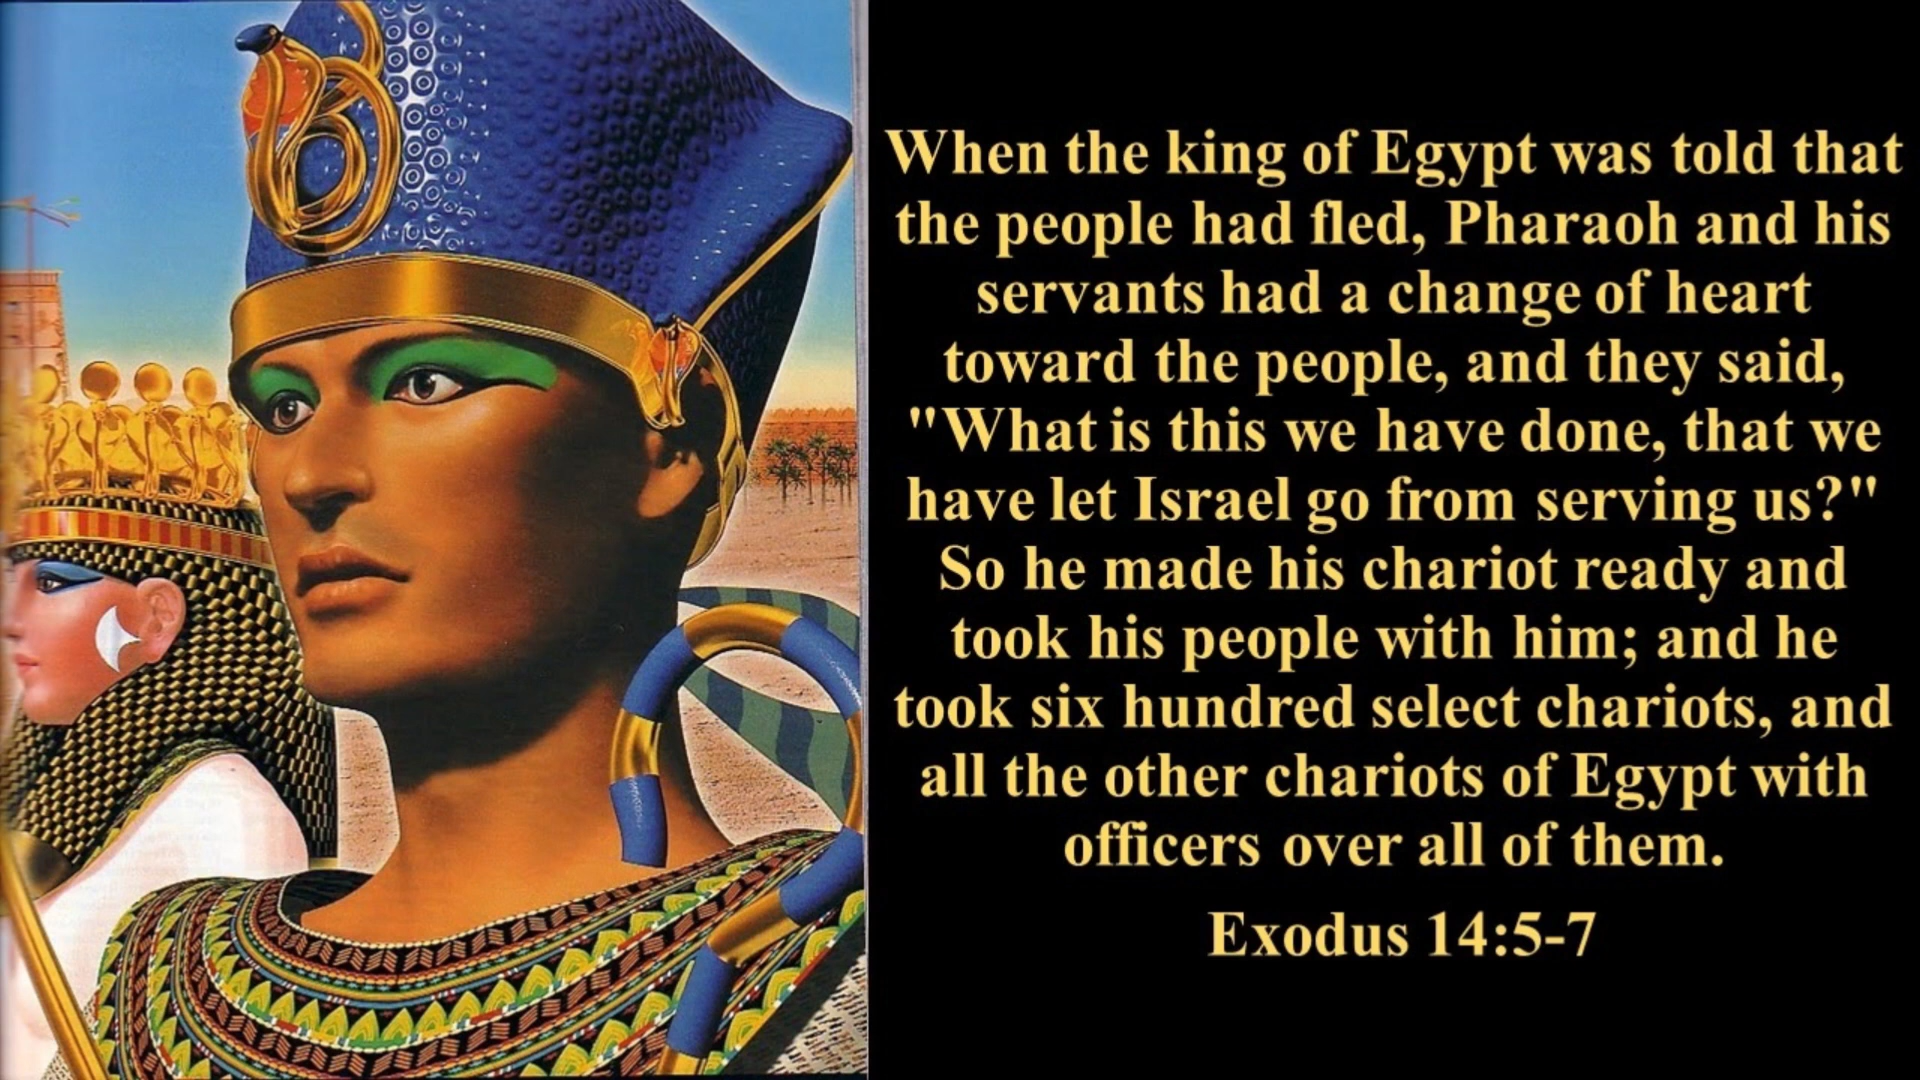 When the king of Egypt was told that
the people had fled, Pharaoh and his
servants had a change of heart
toward the people, and they said,
"What is this we have done, that we
have let Israel go from serving us?"
So he made his chariot ready and
took his people with him; and he
took six hundred select chariots, and
all the other chariots of Egypt with
officers over all of them.
Exodus 14:5-7